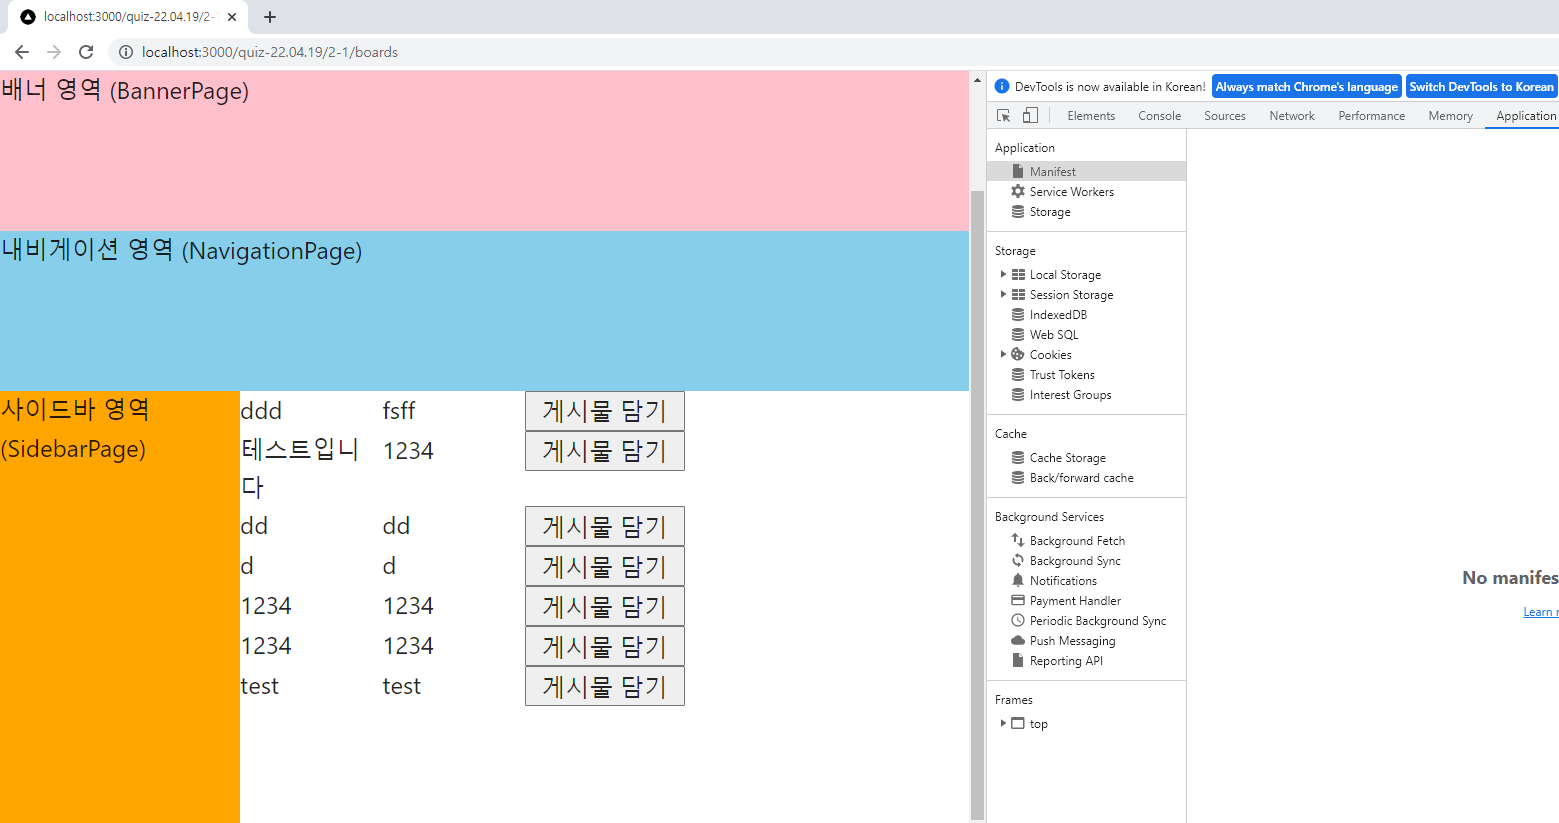 localhost:3000/quiz-22.04.19/2-1
localhost:3000/quiz-22.04.19/2-1/boards
배너 영역 (BannerPage)
내비게이션 영역 (NavigationPage)
사이드바 영역
(SidebarPage)
ddd fsff 게시물 담기
테스트입니 1234 게시물 담기
다
dd dd 게시물 담기
d d 게시물 담기
1234 1234 게시물 담기
1234 1234 게시물 담기
test test 게시물 담기
DevTools is now available in Korean! Always match Chrome's language Switch DevTools to Korean
Elements Console Sources Network Performance Memory Application
Application
Manifest
Service Workers
Storage
Storage
Local Storage
Session Storage
IndexedDB
Web SQL
Cookies
Trust Tokens
Interest Groups
Cache
Cache Storage
Back/forward cache
Background Services
Background Fetch
Background Sync
Notifications
Payment Handler
Periodic Background Sync
Push Messaging
Reporting API
Frames
top
No manifes
Learn